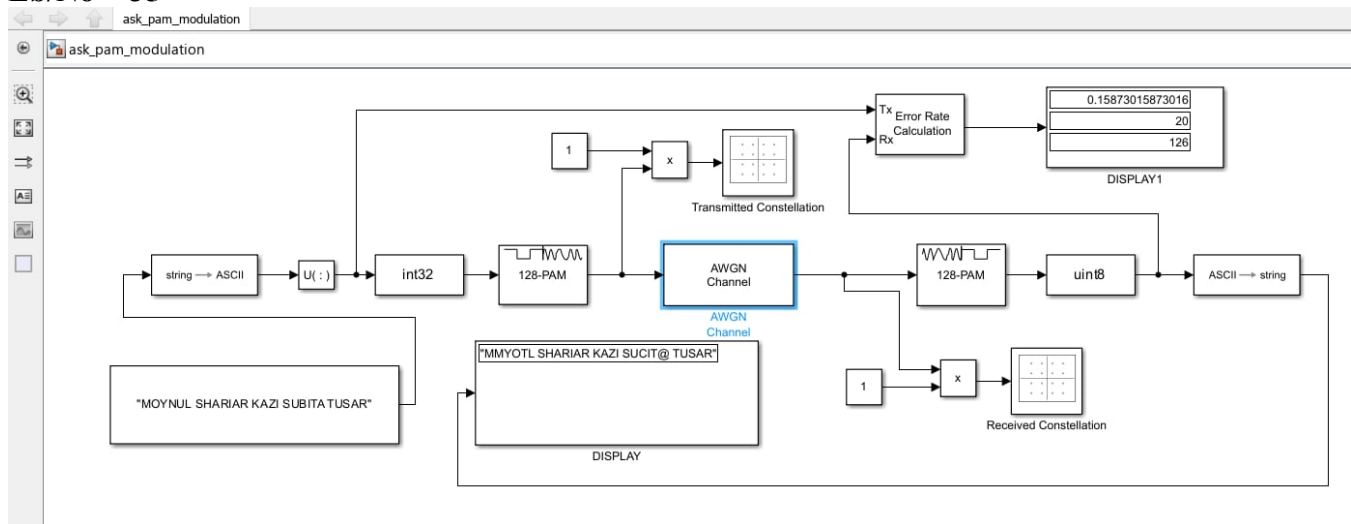 ask_pam_modulation
ask_pam_modulation
0.15873015873016
20
126
DISPLAY1
Tx
Error Rate
Calculation
Rx
1
x
Transmitted Constellation
string → ASCII
U( : )
int32
128-PAM
AWGN
Channel
AWGN
Channel
128-PAM
uint8
ASCII → string
"MMYOTL SHARIAR KAZI SUCIT@ TUSAR"
DISPLAY
"MOYNUL SHARIAR KAZI SUBITA TUSAR"
1
x
Received Constellation